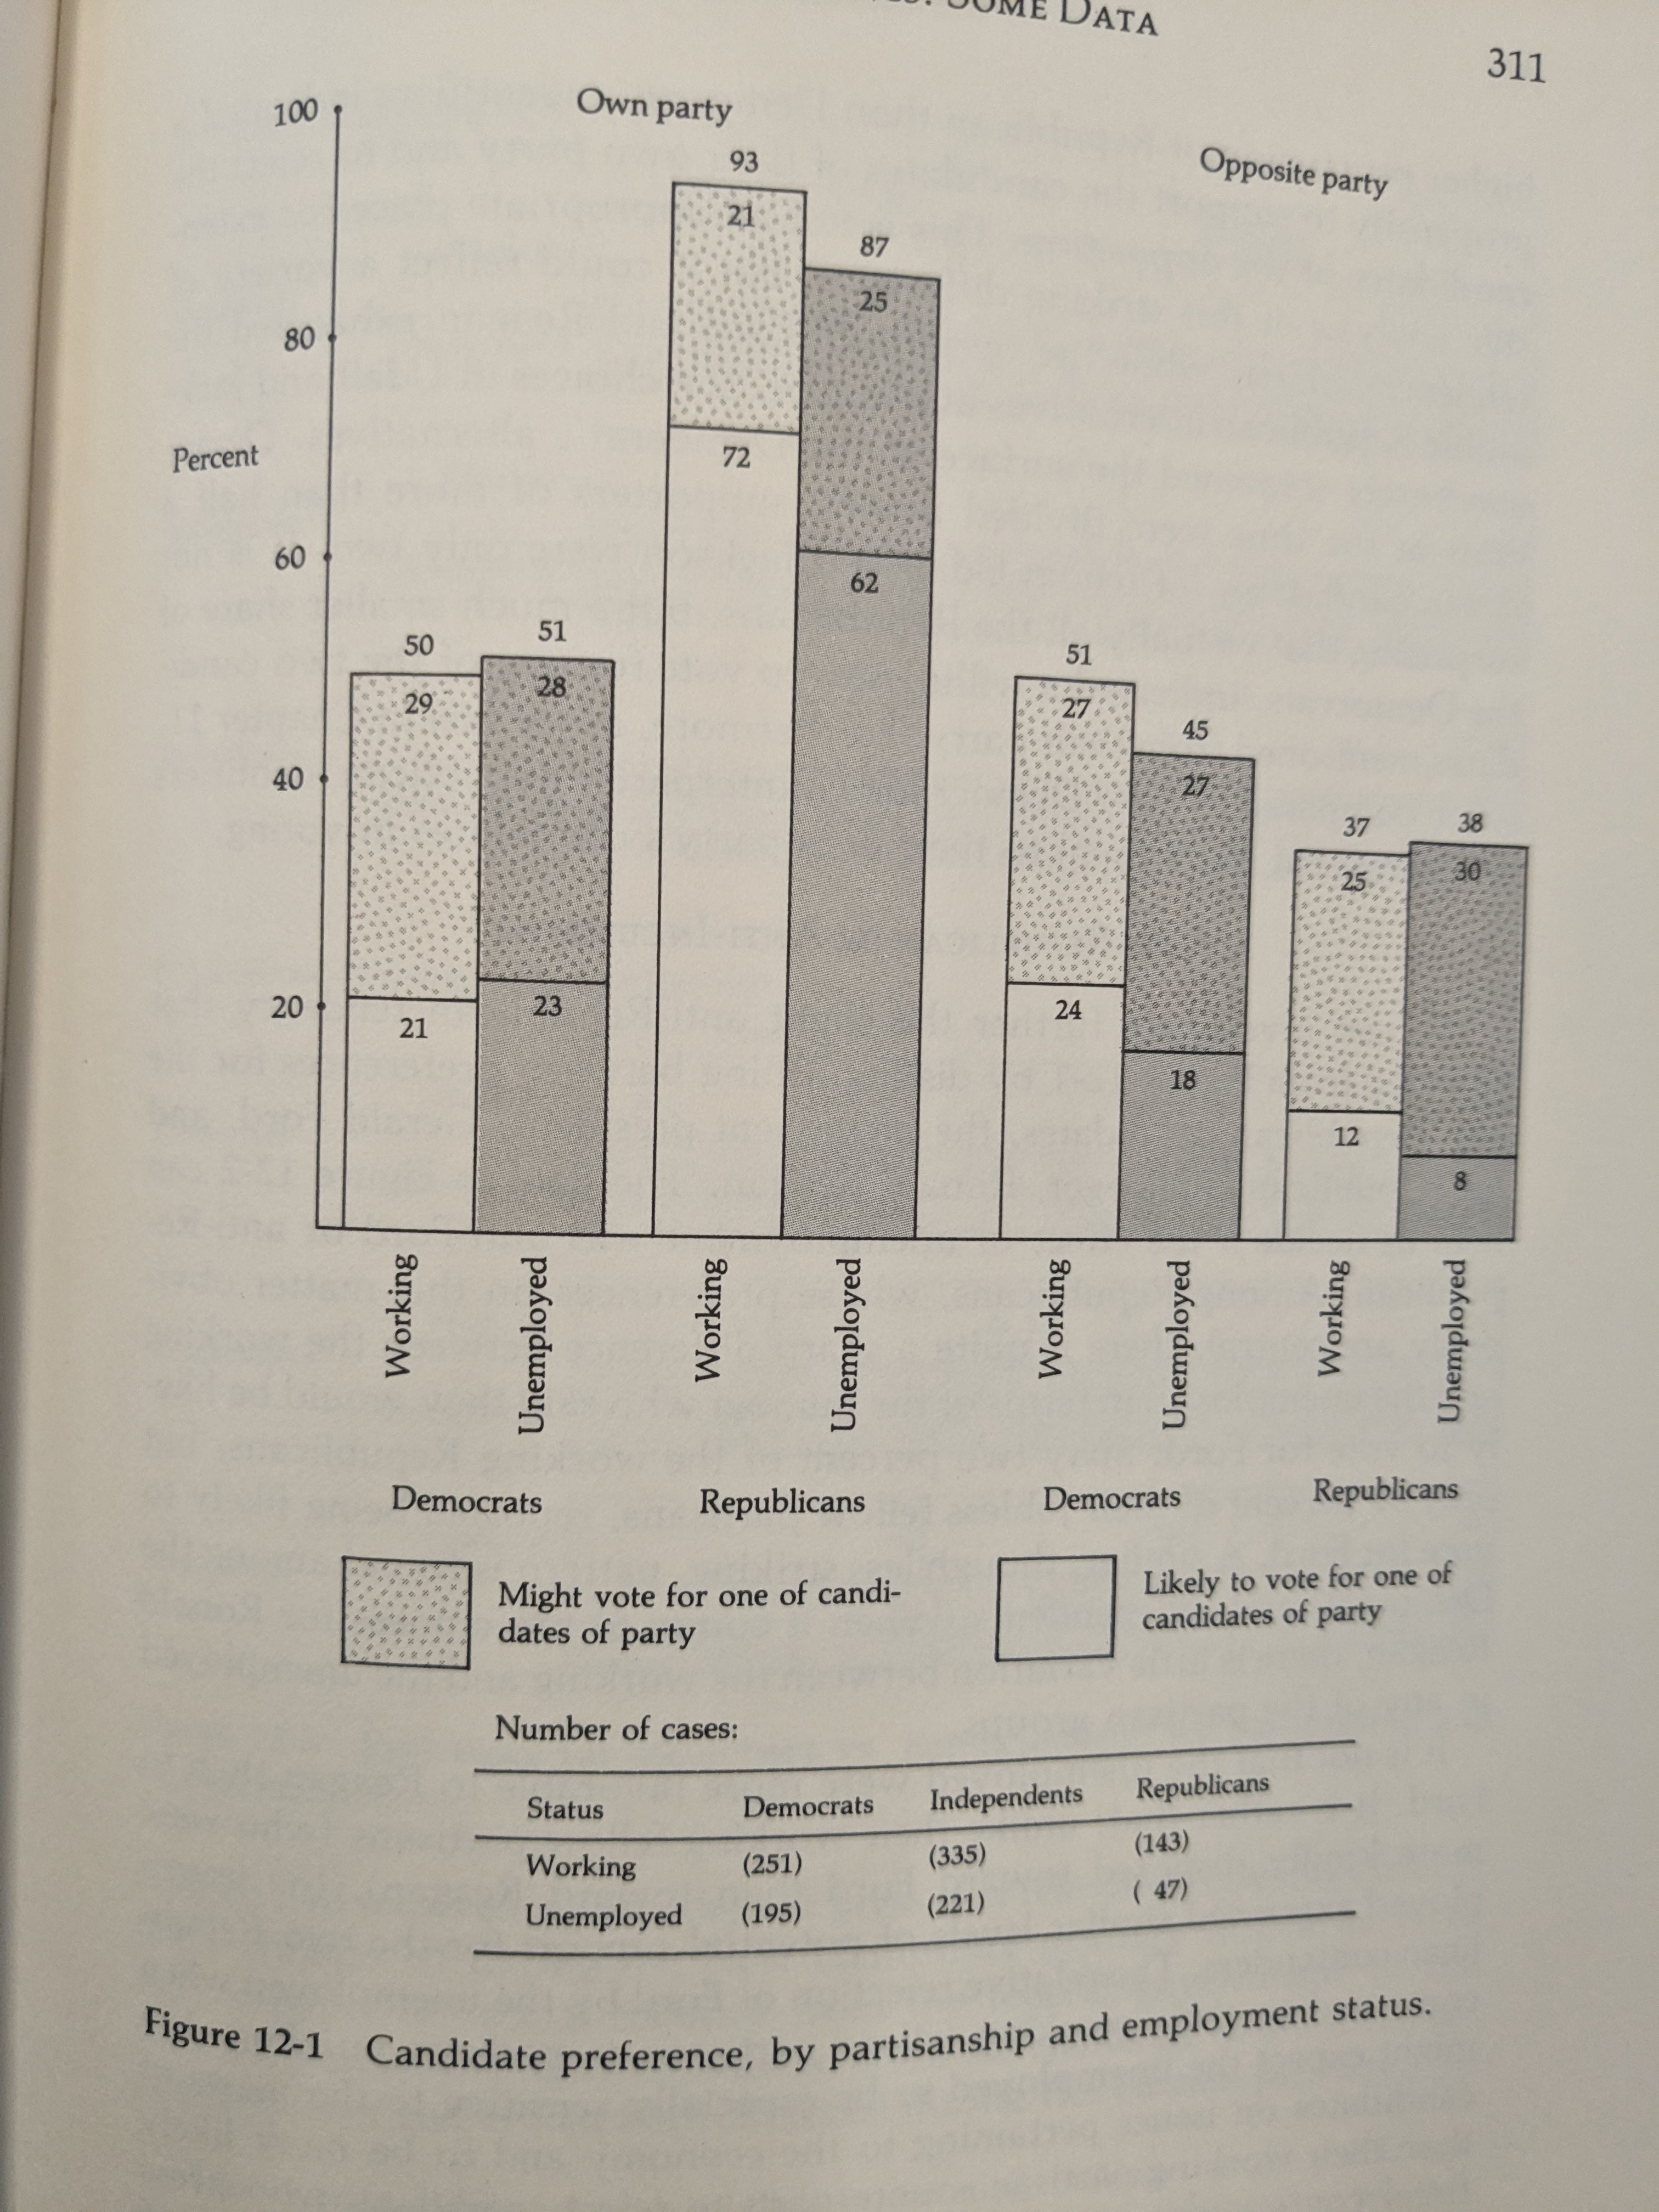 SOME DATA
311
Own party
Opposite party
100
80
60
40
20
Percent
50
29
21
51
28
23
93
21
72
87
25
62
51
27
24
45
27
18
37
25
12
38
30
8
Working
Unemployed
Working
Unemployed
Working
Unemployed
Working
Unemployed
Democrats
Republicans
Democrats
Republicans
Might vote for one of candi-
dates of party
Likely to vote for one of
candidates of party
Number of cases:
Status Democrats Independents Republicans
Working (251) (335) (143)
Unemployed (195) (221) ( 47)
Figure 12-1 Candidate preference, by partisanship and employment status.